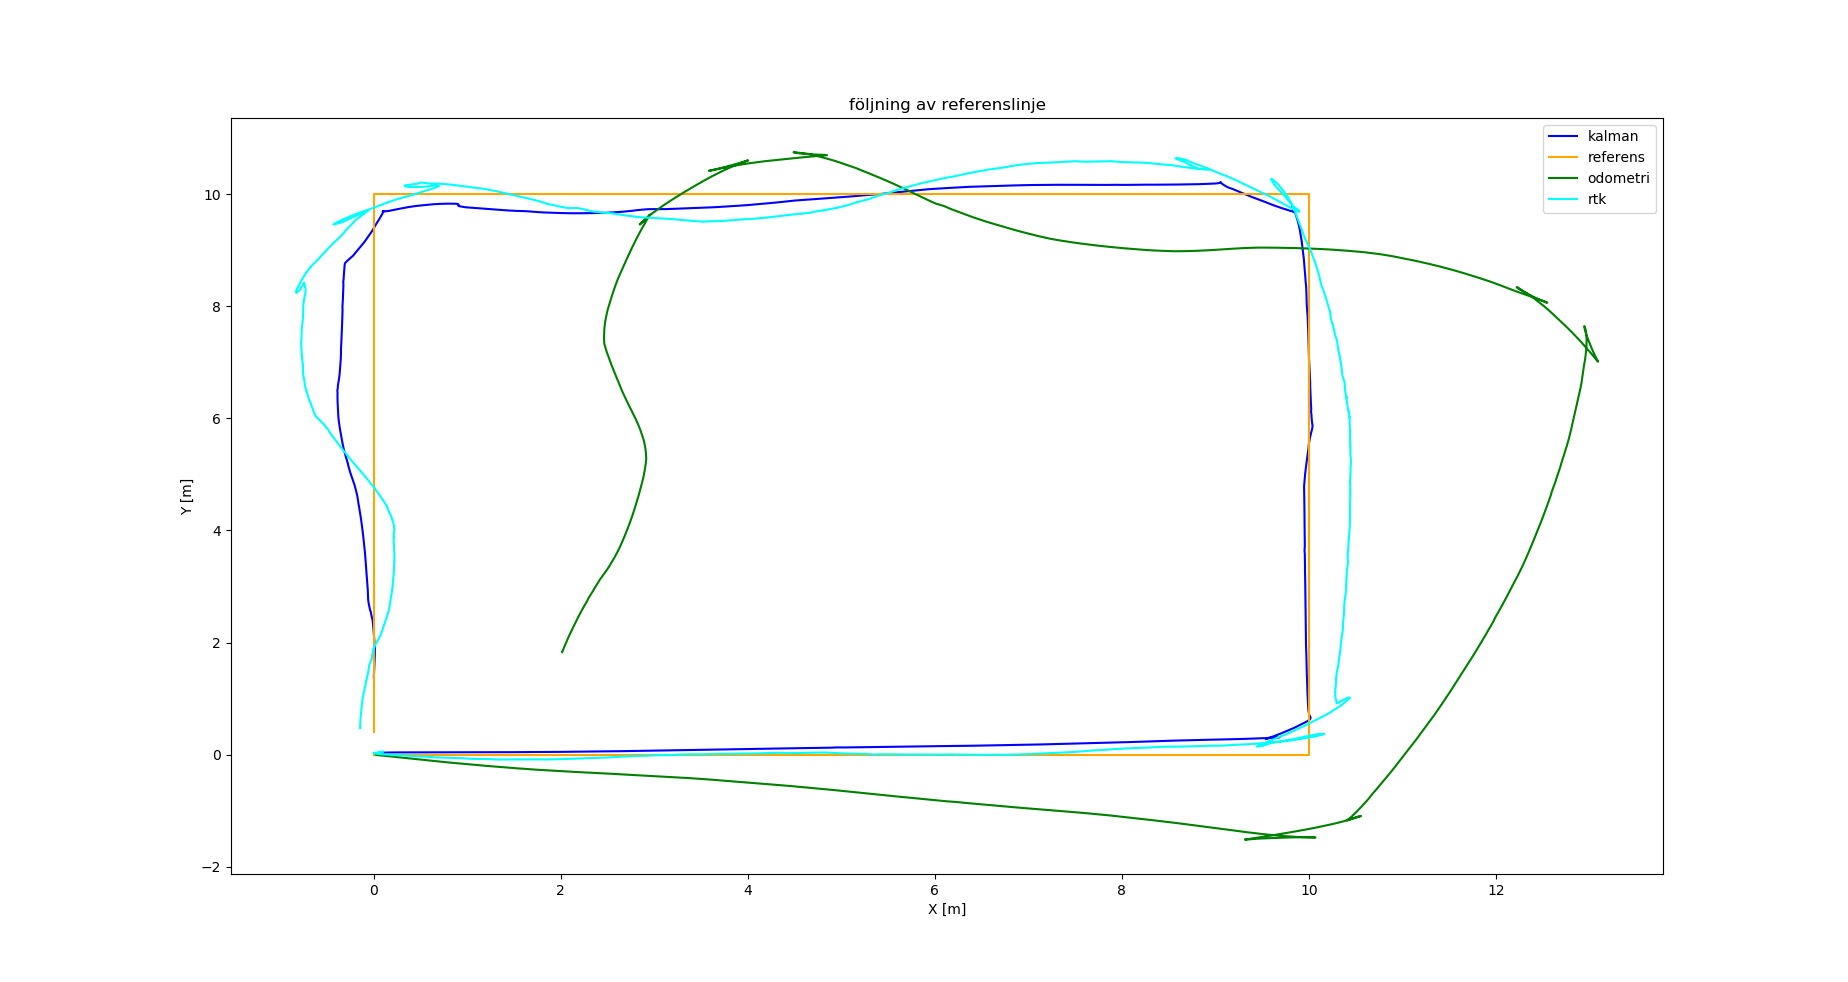 följning av referenslinje
kalman
referens
odometri
rtk
10
8
6
4
2
0
−2
Y [m]
0 2 4 6 8 10 12
X [m]